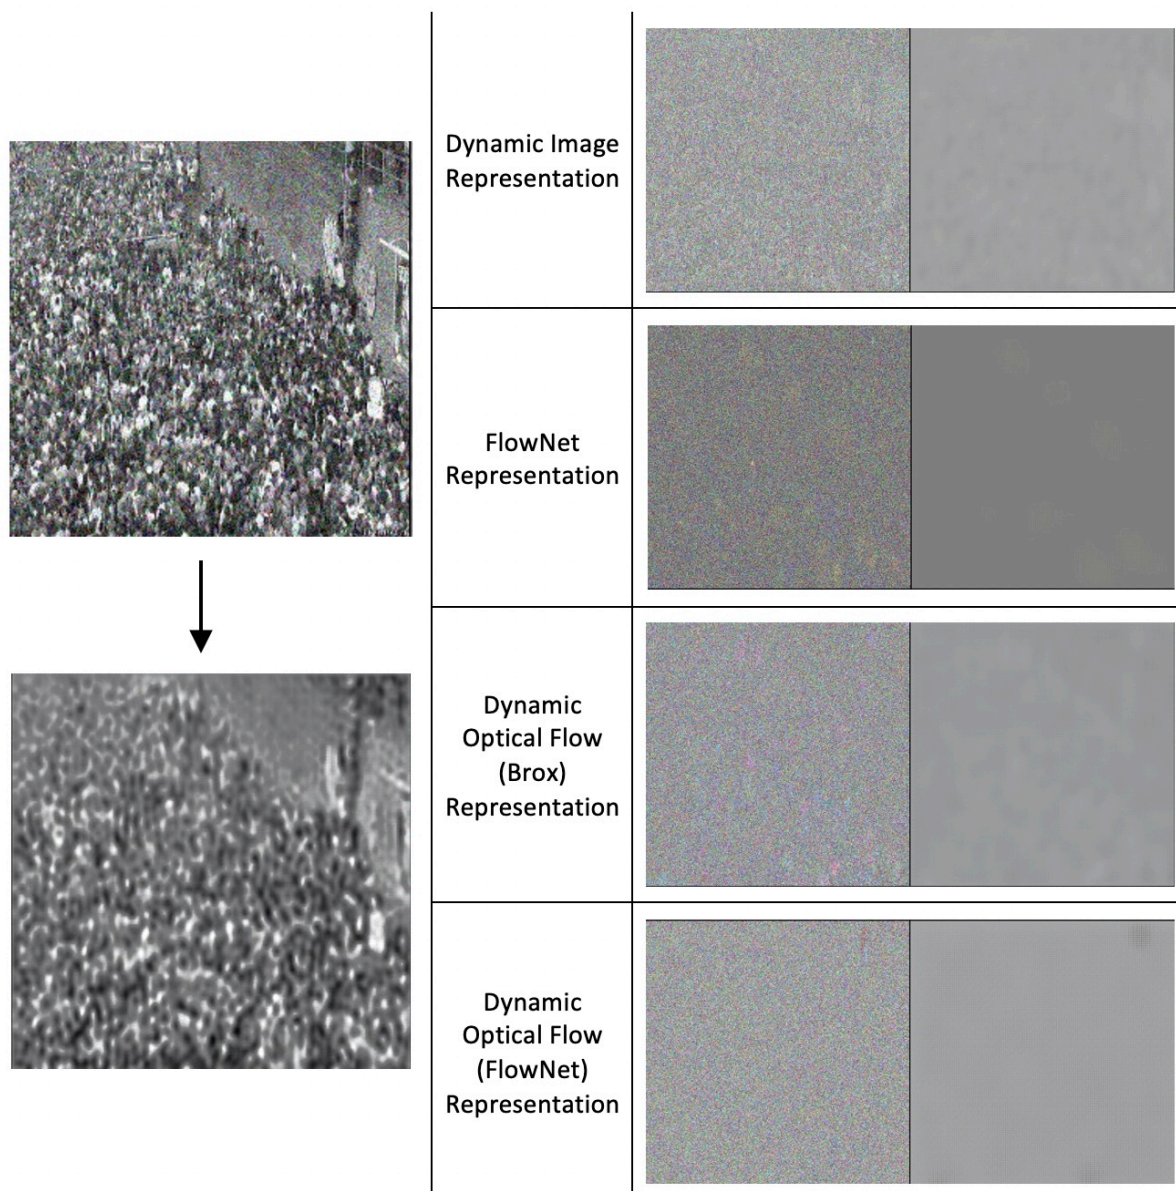 Dynamic Image
Representation
FlowNet
Representation
Dynamic
Optical Flow
(Brox)
Representation
Dynamic
Optical Flow
(FlowNet)
Representation